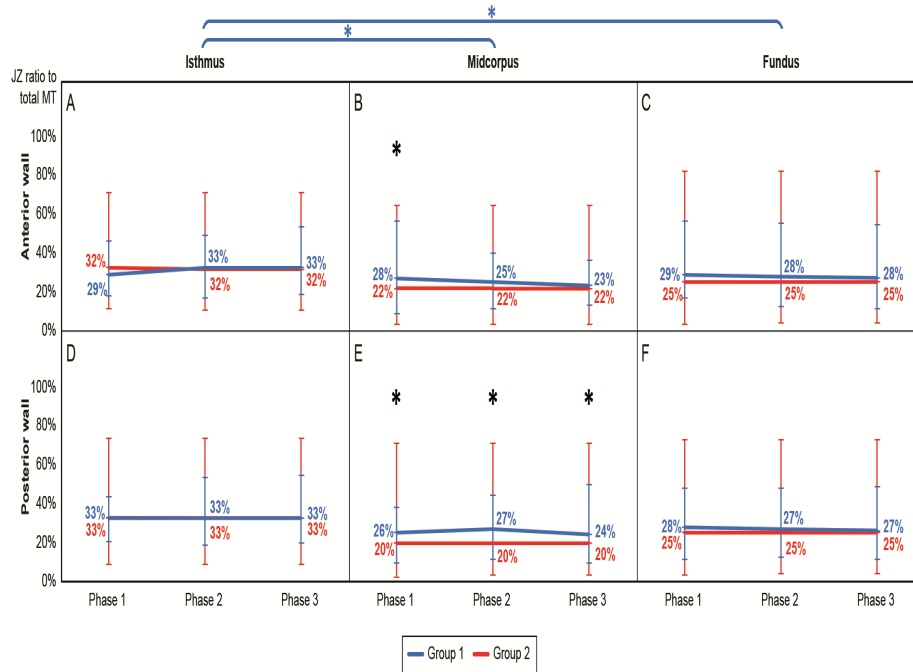 *
*
Isthmus Midcorpus Fundus
JZ ratio to
total MT
A B C
Anterior wall
100%
80%
60%
40%
20%
0%
*
32% 33% 33%
29% 32% 32%
28% 25% 23%
22% 22% 22%
29% 28% 28%
25% 25% 25%
D E F
Posterior wall
100%
80%
60%
40%
20%
0%
* * *
33% 33% 33%
33% 33% 33%
26% 27% 24%
20% 20% 20%
28% 27% 27%
25% 25% 25%
Phase 1 Phase 2 Phase 3 Phase 1 Phase 2 Phase 3 Phase 1 Phase 2 Phase 3
Group 1 Group 2